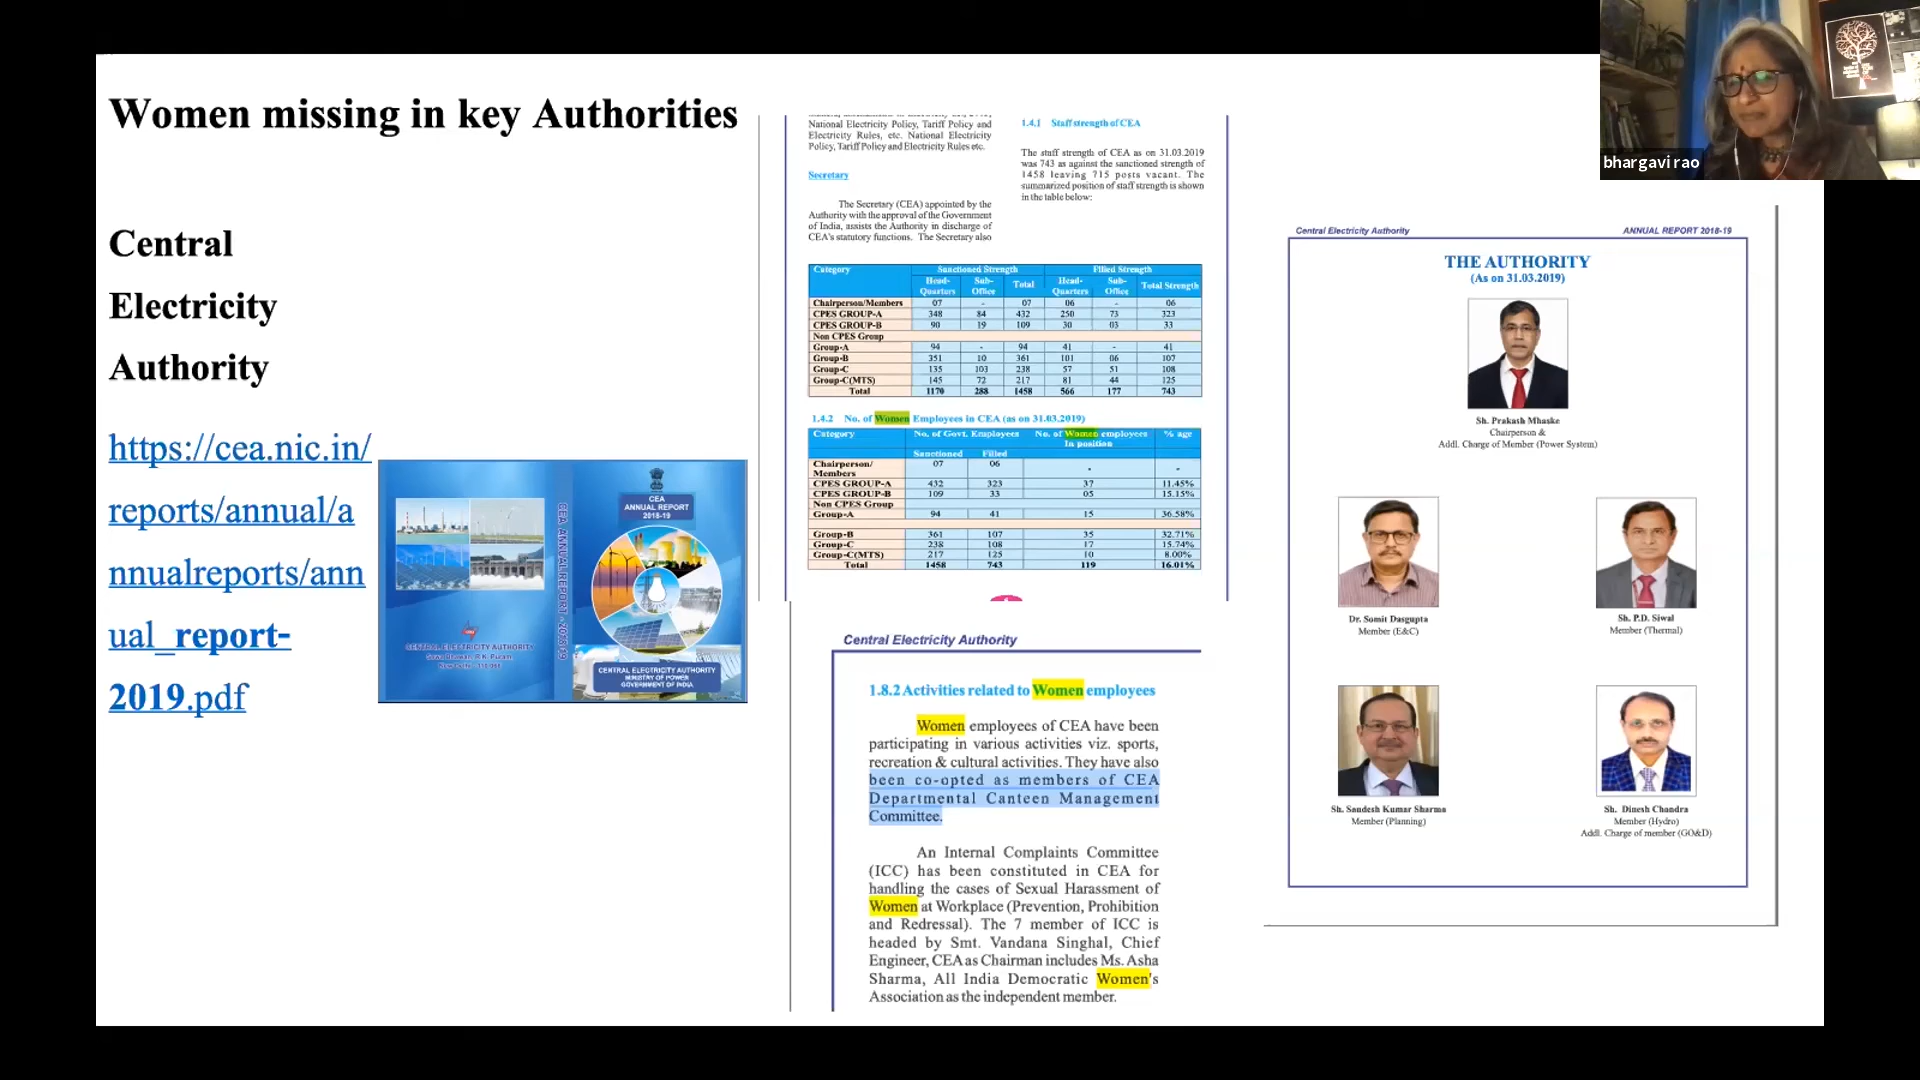 Women missing in key Authorities
Central
Electricity
Authority
https://cea.nic.in/
reports/annual/a
nnualreports/ann
ual_report-
2019.pdf
CEA
ANNUAL REPORT
2018-19
CEA ANNUAL REPORT - 2018-19
CENTRAL ELECTRICITY AUTHORITY
Sewa Bhawan, R.K. Puram,
New Delhi - 110 066
CENTRAL ELECTRICITY AUTHORITY
MINISTRY OF POWER
GOVERNMENT OF INDIA
National Electricity Policy, Tariff Policy and
Electricity Rules, etc. National Electricity
Policy, Tariff Policy and Electricity Rules etc.
Secretary
The Secretary (CEA) appointed by the
Authority with the approval of the Government
of India, assists the Authority in discharge of
CEA's statutory functions. The Secretary also
1.4.1 Staff strength of CEA
The staff strength of CEA as on 31.03.2019
was 743 as against the sanctioned strength of
1458 leaving 715 posts vacant. The
summarized position of staff strength is shown
in the table below:
Category Sanctioned Strength Filled Strength
Head-Quarters Sub-Office Total Head-Quarters Sub-Office Total Strength
Chairperson/Members 07 - 07 06 - 06
CPES GROUP-A 348 84 432 250 73 323
CPES GROUP-B 90 19 109 30 03 33
Non CPES Group
Group-A 94 - 94 41 - 41
Group-B 351 10 361 101 06 107
Group-C 135 103 238 57 51 108
Group-C(MTS) 145 72 217 81 44 125
Total 1170 288 1458 566 177 743
1.4.2 No. of Women Employees in CEA (as on 31.03.2019)
Category No. of Govt. Employees No. of Women employees In position % age
Sanctioned Filled
Chairperson/ Members 07 06 - -
CPES GROUP-A 432 323 37 11.45%
CPES GROUP-B 109 33 05 15.15%
Non CPES Group
Group-A 94 41 15 36.58%
Group-B 361 107 35 32.71%
Group-C 238 108 17 15.74%
Group-C(MTS) 217 125 10 8.00%
Total 1458 743 119 16.01%
Central Electricity Authority
1.8.2 Activities related to Women employees
Women employees of CEA have been
participating in various activities viz. sports,
recreation & cultural activities. They have also
been co-opted as members of CEA
Departmental Canteen Management
Committee.
An Internal Complaints Committee
(ICC) has been constituted in CEA for
handling the cases of Sexual Harassment of
Women at Workplace (Prevention, Prohibition
and Redressal). The 7 member of ICC is
headed by Smt. Vandana Singhal, Chief
Engineer, CEA as Chairman includes Ms. Asha
Sharma, All India Democratic Women's
Association as the independent member.
Central Electricity Authority ANNUAL REPORT 2018-19
THE AUTHORITY
(As on 31.03.2019)
Sh. Prakash Mhaske
Chairperson &
Addl. Charge of Member (Power System)
Dr. Somit Dasgupta
Member (E&C)
Sh. P.D. Siwal
Member (Thermal)
Sh. Sandesh Kumar Sharma
Member (Planning)
Sh. Dinesh Chandra
Member (Hydro)
Addl. Charge of member (GO&D)
bhargavi rao